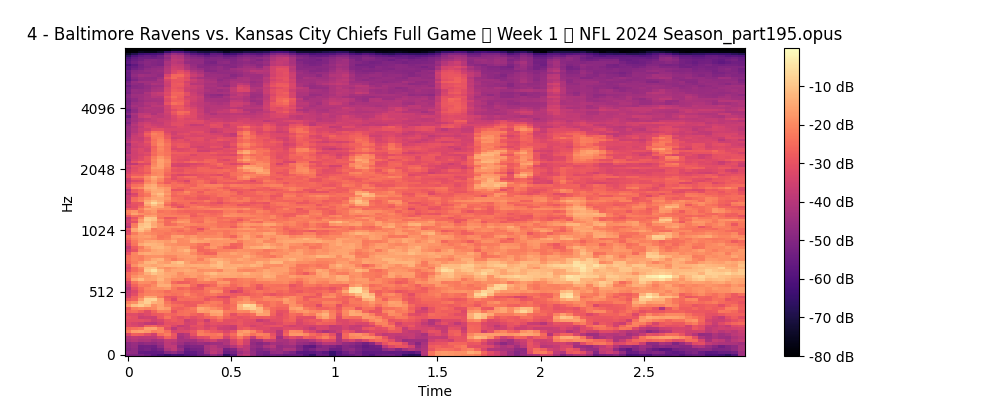 4 - Baltimore Ravens vs. Kansas City Chiefs Full Game ▯ Week 1 ▯ NFL 2024 Season_part195.opus
Hz
4096
2048
1024
512
0
0
0.5
1
1.5
2
2.5
Time
-10 dB
-20 dB
-30 dB
-40 dB
-50 dB
-60 dB
-70 dB
-80 dB